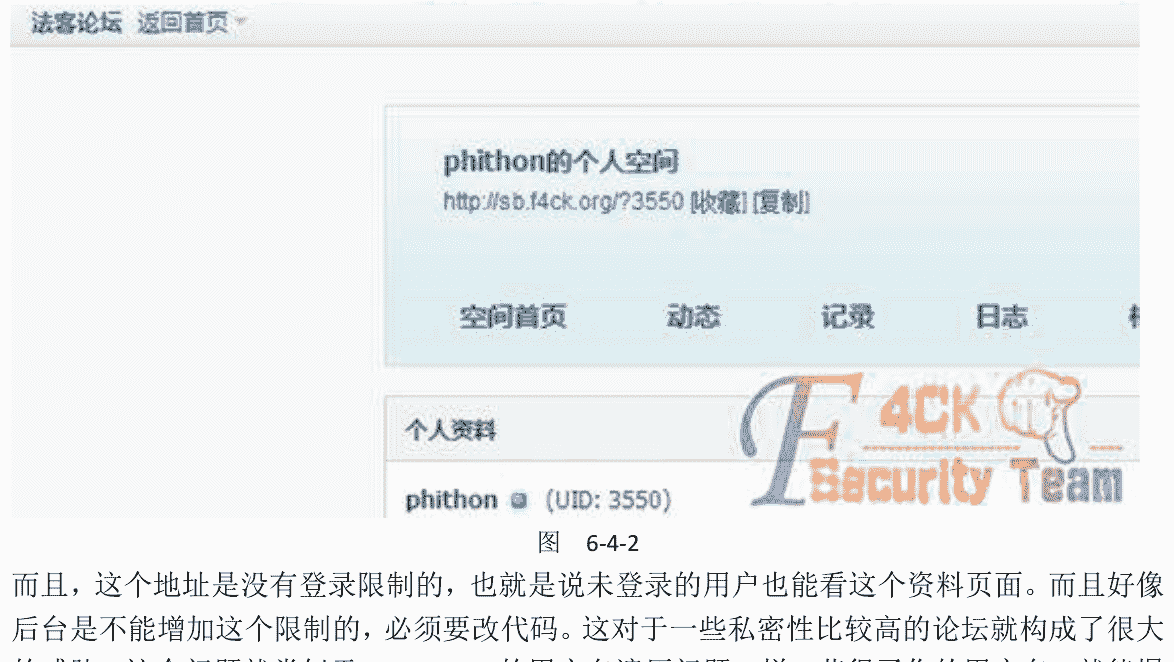 法客论坛 返回首页
phithon的个人空间
http://sb.f4ck.org/?3550 [收藏] [复制]
空间首页 动态 记录 日志
F4CK
Security Team
个人资料
phithon (UID: 3550)
图 6-4-2
而且，这个地址是没有登录限制的，也就是说未登录的用户也能看这个资料页面。而且好像
后台是不能增加这个限制的，必须要改代码。这对于一些私密性比较高的论坛就构成了很大